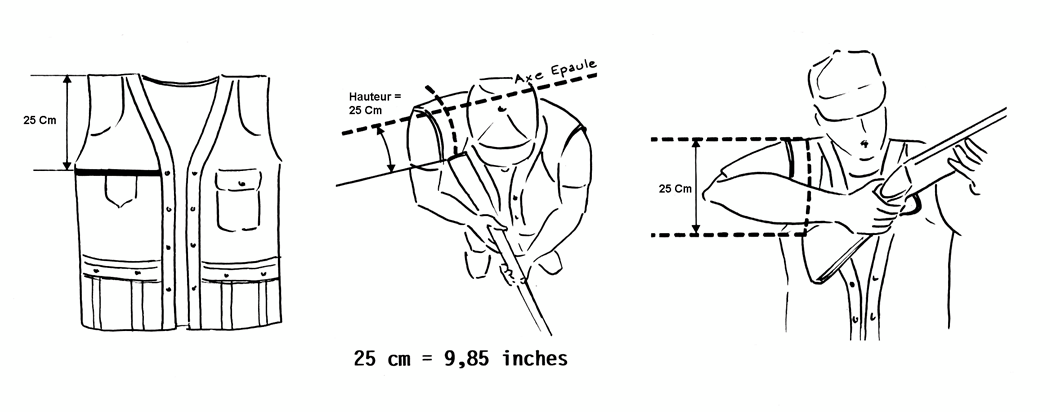 25 Cm
Axe Epaule
Hauteur =
25 Cm
25 Cm
25 cm = 9,85 inches